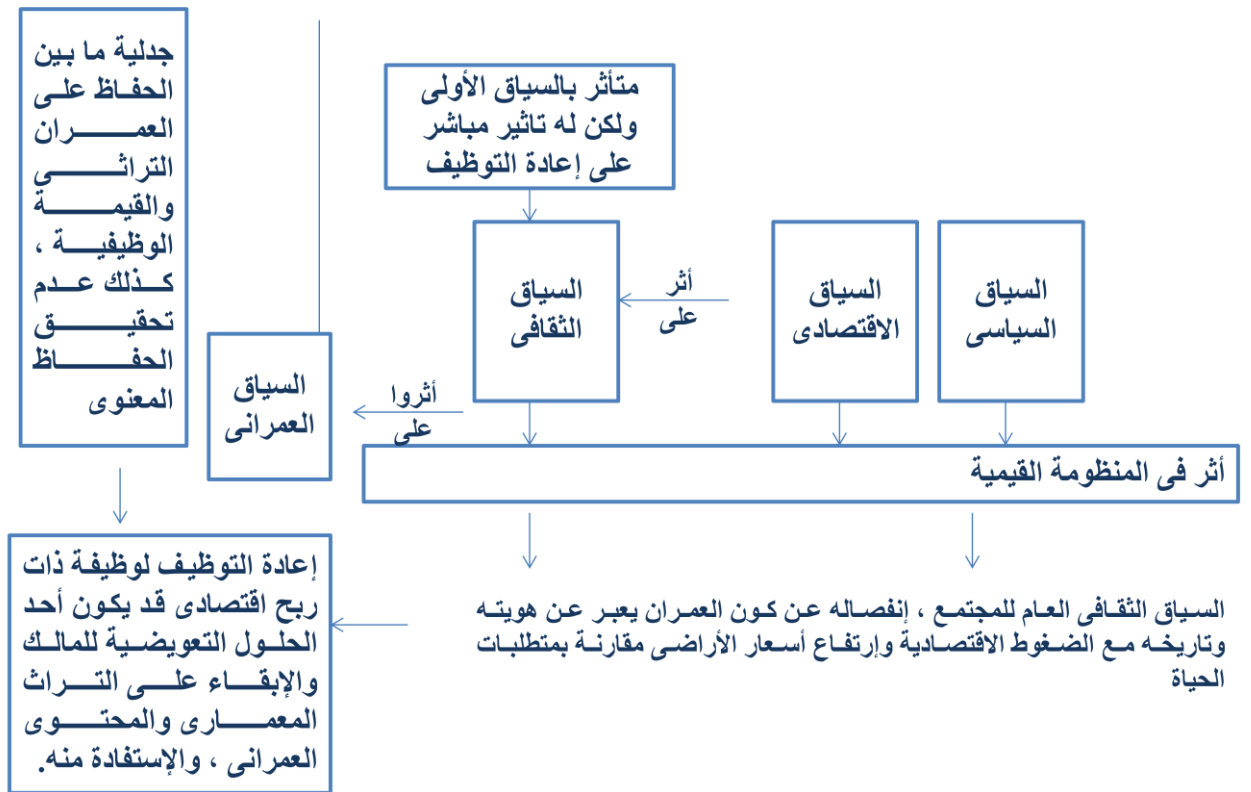 جدلية ما بين
الحفاظ على
العمران
التراثى
والقيمة
الوظيفية ،
كذلك عدم
تحقيق
الحفاظ
المعنوى
متأثر بالسياق الأولى
ولكن له تاثير مباشر
على إعادة التوظيف
السياق
السياسى
السياق
الاقتصادى
أثر
على
السياق
الثقافى
أثروا
على
السياق
العمرانى
أثر فى المنظومة القيمية
السياق الثقافى العام للمجتمع ، إنفصاله عن كون العمران يعبر عن هويته
وتاريخه مع الضغوط الاقتصادية وإرتفاع أسعار الأراضى مقارنة بمتطلبات
الحياة
إعادة التوظيف لوظيفة ذات
ربح اقتصادى قد يكون أحد
الحلول التعويضية للمالك
والإبقاء على التراث
المعمارى والمحتوى
العمرانى ، والإستفادة منه.